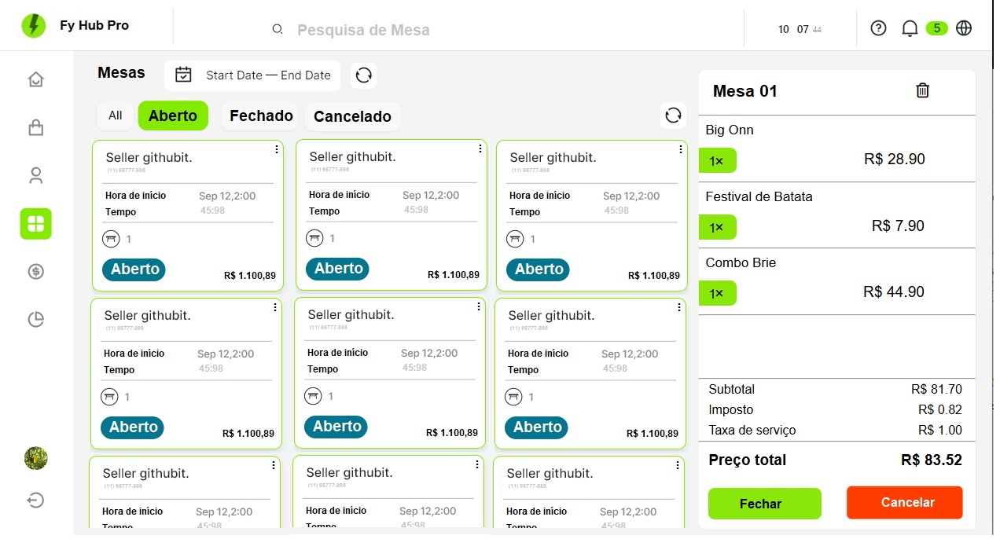 Fy Hub Pro
Pesquisa de Mesa
10 07 44
5
Mesas
Start Date — End Date
All
Aberto
Fechado
Cancelado
Seller githubit.
(11) 98777-898
Hora de início Sep 12,2:00
Tempo 45:98
1
Aberto
R$ 1.100,89
Seller githubit.
(11) 98777-898
Hora de início Sep 12,2:00
Tempo 45:98
1
Aberto
R$ 1.100,89
Seller githubit.
(11) 98777-898
Hora de início Sep 12,2:00
Tempo 45:98
1
Aberto
R$ 1.100,89
Seller githubit.
(11) 98777-898
Hora de início Sep 12,2:00
Tempo 45:98
1
Aberto
R$ 1.100,89
Seller githubit.
(11) 98777-898
Hora de início Sep 12,2:00
Tempo 45:98
1
Aberto
R$ 1.100,89
Seller githubit.
(11) 98777-898
Hora de início Sep 12,2:00
Tempo 45:98
1
Aberto
R$ 1.100,89
Seller githubit.
(11) 98777-898
Hora de início Sep 12,2:00
Tempo 45:98
Seller githubit.
(11) 98777-898
Hora de início Sep 12,2:00
Tempo 45:98
Seller githubit.
(11) 98777-898
Hora de início Sep 12,2:00
Tempo 45:98
Mesa 01
Big Onn
1× R$ 28.90
Festival de Batata
1× R$ 7.90
Combo Brie
1× R$ 44.90
Subtotal R$ 81.70
Imposto R$ 0.82
Taxa de serviço R$ 1.00
Preço total R$ 83.52
Fechar
Cancelar